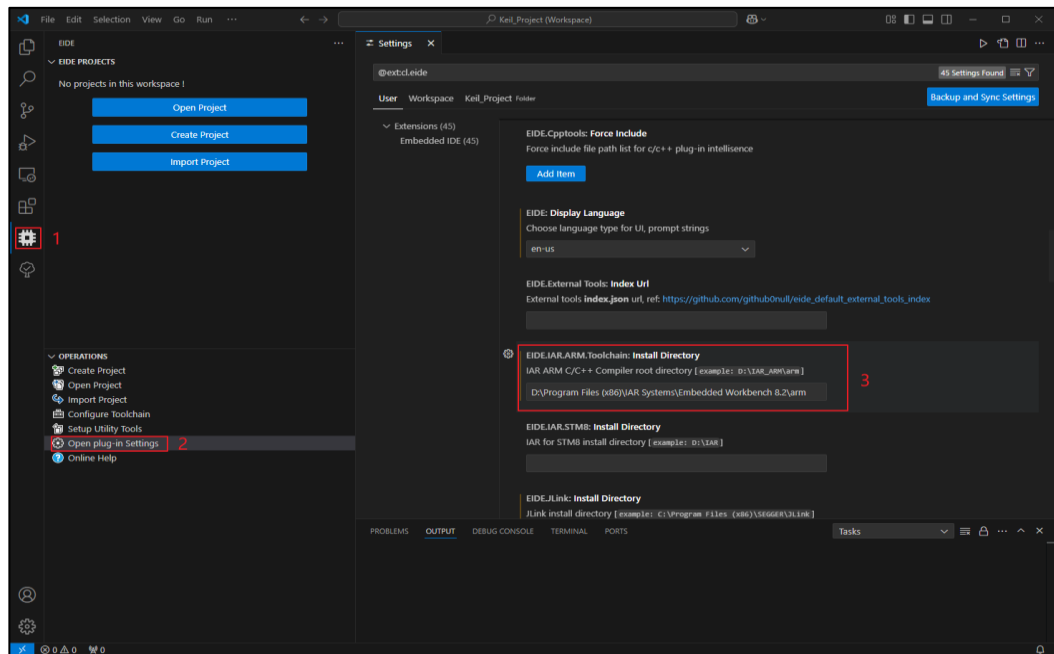 File Edit Selection View Go Run ···
Keil_Project (Workspace)
EIDE ···
EIDE PROJECTS
No projects in this workspace !
Open Project
Create Project
Import Project
1
OPERATIONS
Create Project
Open Project
Import Project
Configure Toolchain
Setup Utility Tools
Open plug-in Settings 2
Online Help
Settings
@ext:cl.eide
45 Settings Found
User Workspace Keil_Project Folder
Backup and Sync Settings
Extensions (45)
Embedded IDE (45)
EIDE.Cpptools: Force Include
Force include file path list for c/c++ plug-in intellisence
Add Item
EIDE: Display Language
Choose language type for UI, prompt strings
en-us
EIDE.External Tools: Index Url
External tools index.json url, ref: https://github.com/github0null/eide_default_external_tools_index
EIDE.IAR.ARM.Toolchain: Install Directory
IAR ARM C/C++ Compiler root directory [example: D:\IAR_ARM\arm]
3
D:\Program Files (x86)\IAR Systems\Embedded Workbench 8.2\arm
EIDE.IAR.STM8: Install Directory
IAR for STM8 install directory [example: D:\IAR]
EIDE.JLink: Install Directory
JLink install directory [example: C:\Program Files (x86)\SEGGER\JLink]
PROBLEMS OUTPUT DEBUG CONSOLE TERMINAL PORTS
Tasks
0 0 0